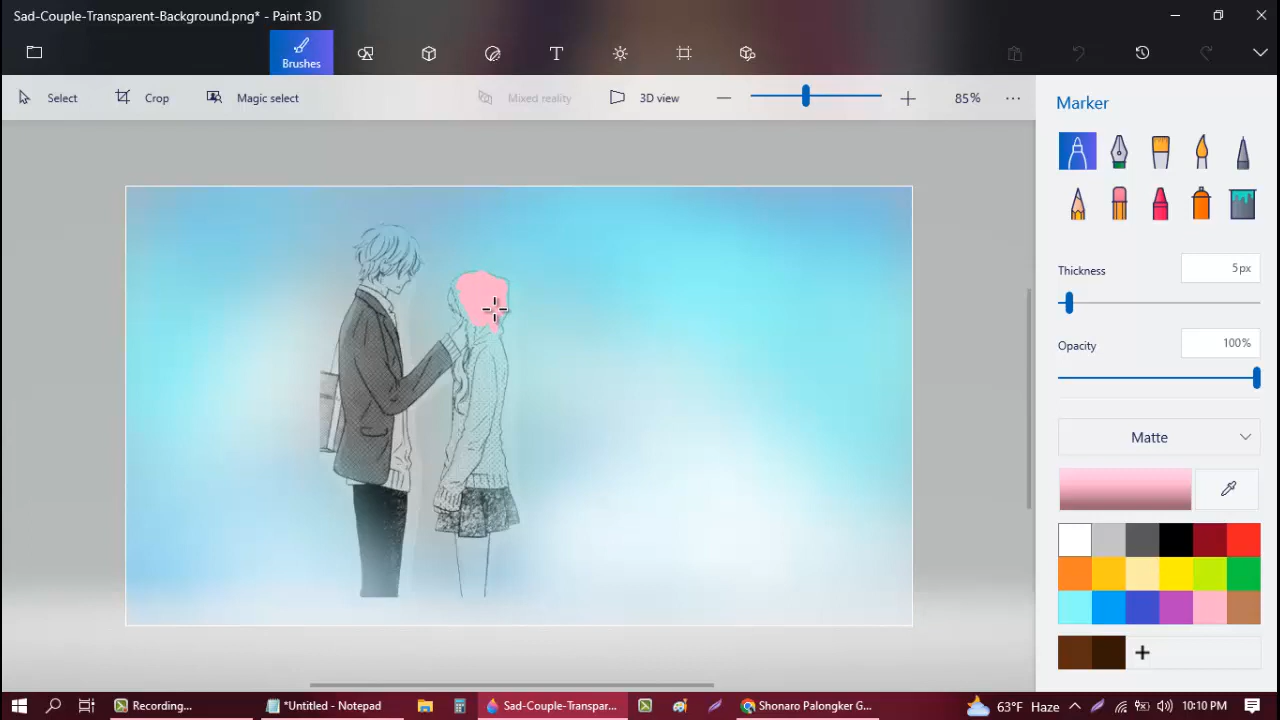 Sad-Couple-Transparent-Background.png* - Paint 3D
Brushes
T
Select
Crop
Magic select
Mixed reality
3D view
85%
Marker
Thickness
5px
Opacity
100%
Matte
Recording...
*Untitled - Notepad
Sad-Couple-Transpar...
Shonaro Palongker G...
63°F Haze
10:10 PM